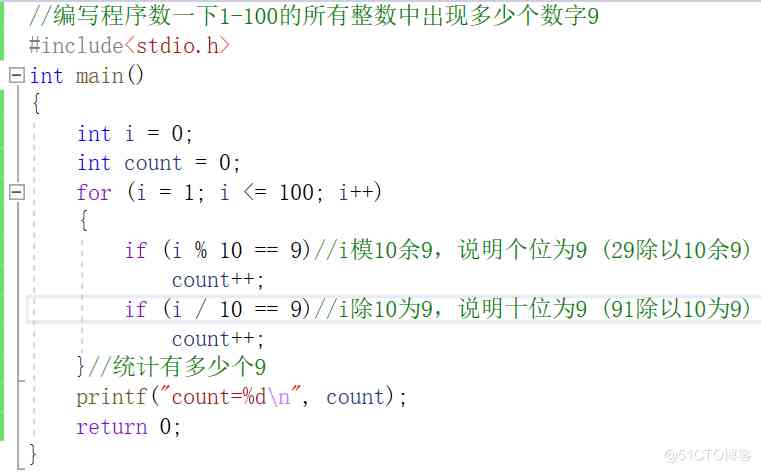 //编写程序数一下1-100的所有整数中出现多少个数字9
#include<stdio.h>
int main()
{
    int i = 0;
    int count = 0;
    for (i = 1; i <= 100; i++)
    {
        if (i % 10 == 9)//i模10余9，说明个位为9 (29除以10余9)
            count++;
        if (i / 10 == 9)//i除10为9，说明十位为9 (91除以10为9)
            count++;
    }//统计有多少个9
    printf("count=%d\n", count);
    return 0;
}
@51CTO博客